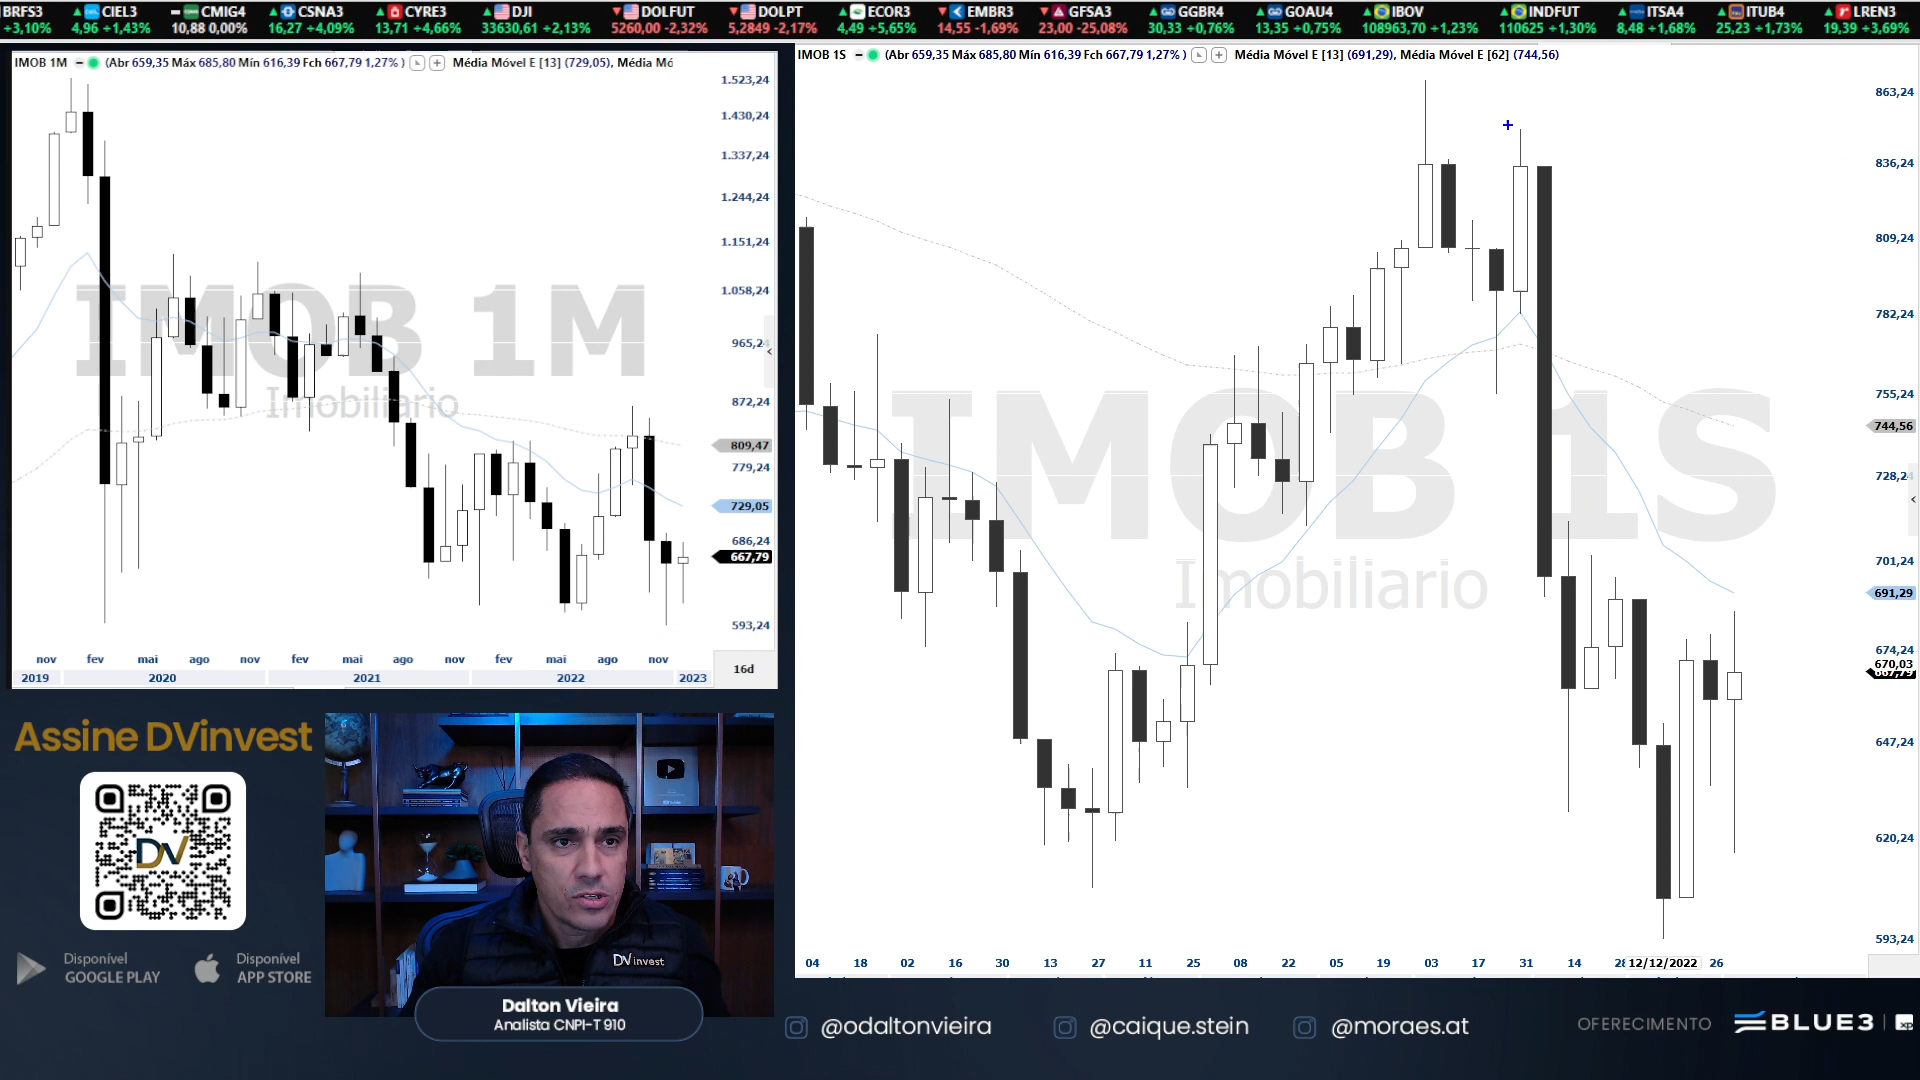 BRFS3 CIEL3 CMIG4 CSNA3 CYRE3 DJI DOLFUT DOLPT ECOR3 EMBR3 GFSA3 GGBR4 GOAU4 IBOV INDFUT ITSA4 ITUB4 LREN3
+3,10% 4,96 +1,43% 10,88 0,00% 16,27 +4,09% 13,71 +4,66% 33630,61 +2,13% 5260,00 -2,32% 5,2849 -2,17% 4,49 +5,65% 14,55 -1,69% 23,00 -25,08% 30,33 +0,76% 13,35 +0,75% 108963,70 +1,23% 110625 +1,30% 8,48 +1,68% 25,23 +1,73% 19,39 +3,69%
IMOB 1M (Abr 659,35 Máx 685,80 Mín 616,39 Fch 667,79 1,27% ) Média Móvel E [13] (729,05), Média Mó
1.523,24
1.430,24
1.337,24
1.244,24
1.151,24
1.058,24
965,24
872,24
809,47
779,24
729,05
686,24
667,79
593,24
IMOB 1M
Imobiliario
nov fev mai ago nov fev mai ago nov fev mai ago nov
2019 2020 2021 2022 2023
16d
IMOB 1S (Abr 659,35 Máx 685,80 Mín 616,39 Fch 667,79 1,27% ) Média Móvel E [13] (691,29), Média Móvel E [62] (744,56)
863,24
836,24
809,24
782,24
755,24
744,56
728,24
701,24
691,29
674,24
670,03
667,79
647,24
620,24
593,24
IMOB 1S
Imobiliario
04 18 02 16 30 13 27 11 25 08 22 05 19 03 17 31 14 28 12/12/2022 26
Assine DVinvest
DV
Disponível
GOOGLE PLAY
Disponível
APP STORE
DVinvest
Dalton Vieira
Analista CNPI-T 910
@odaltonvieira
@caique.stein
@moraes.at
OFERECIMENTO
BLUE3
xp